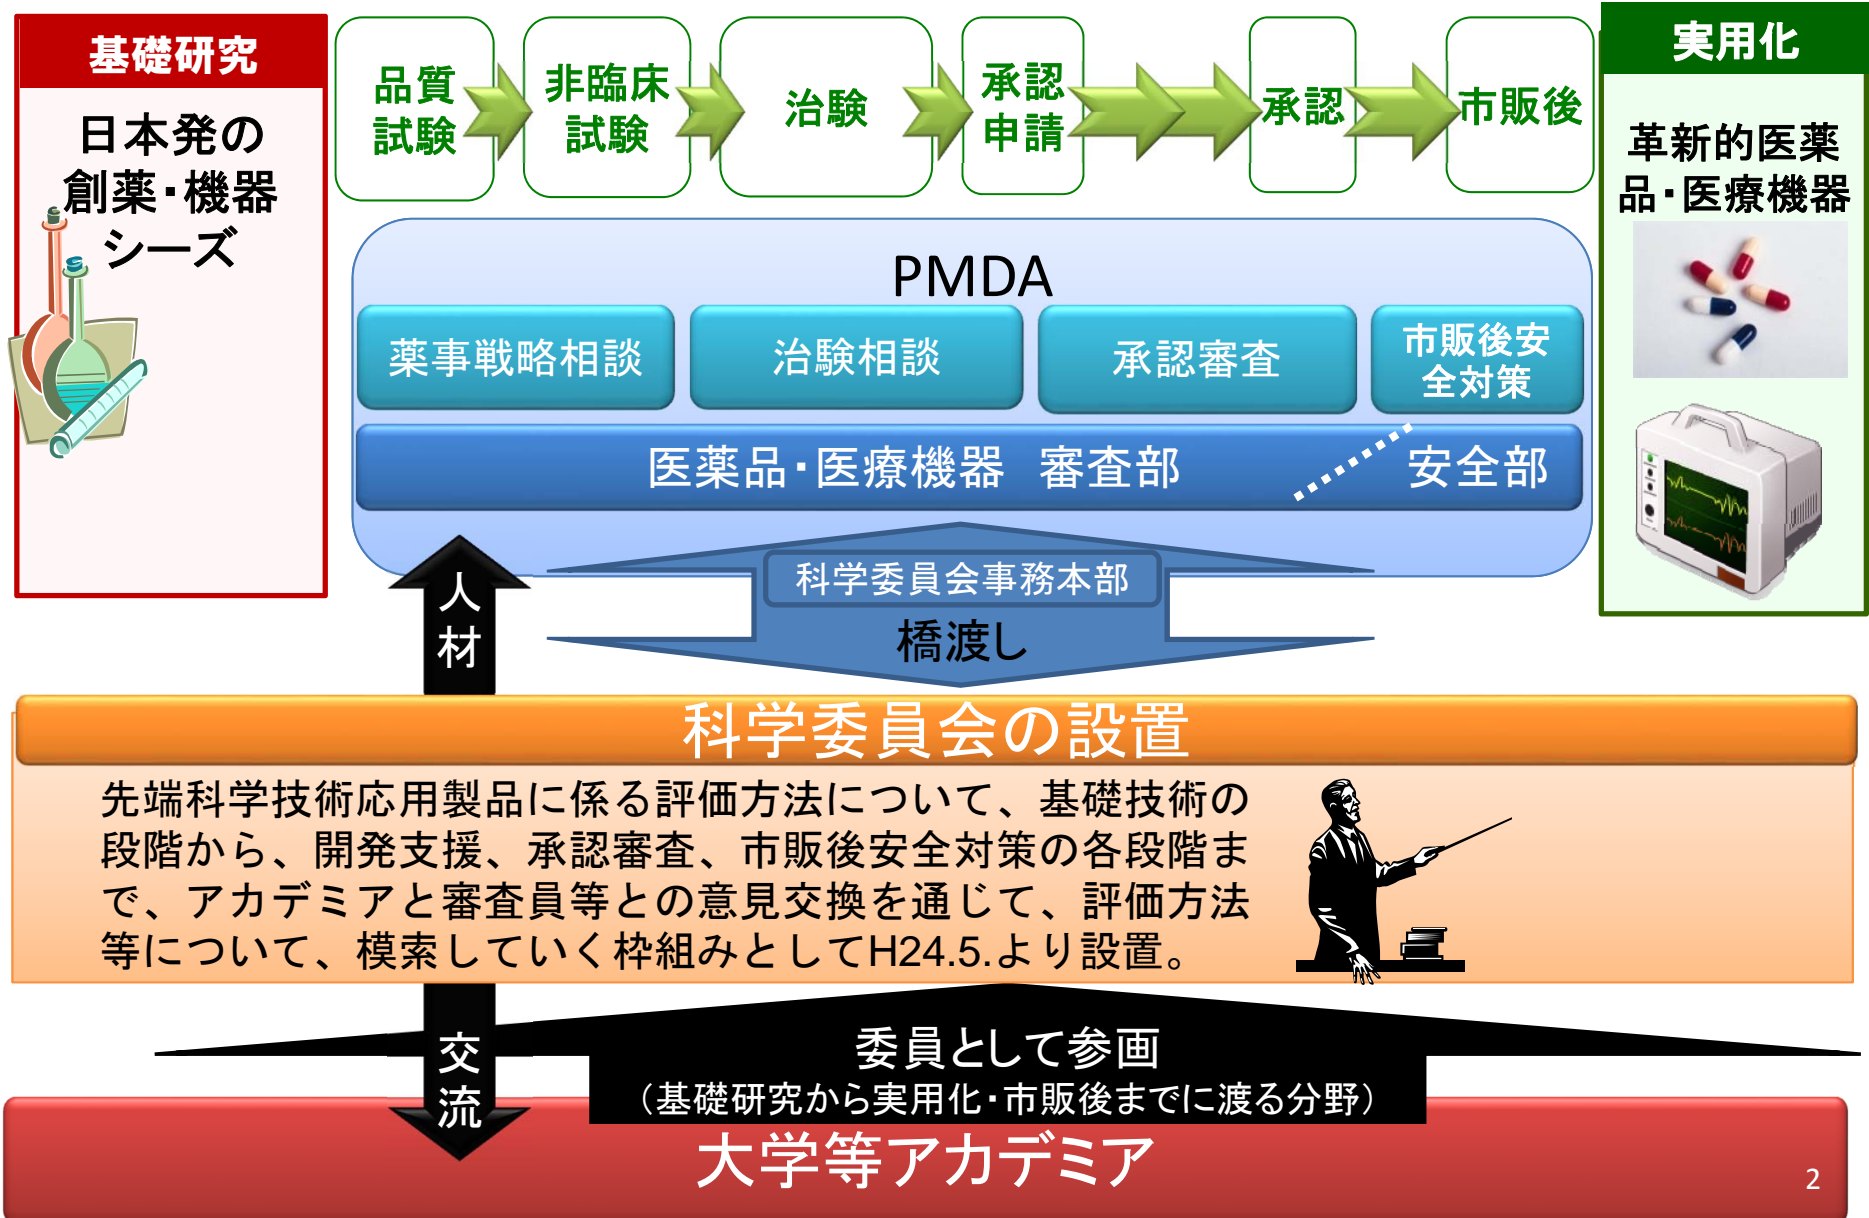 基礎研究
日本発の
創薬・機器
シーズ
品質
試験
非臨床
試験
治験
承認
申請
承認
市販後
実用化
革新的医薬
品・医療機器
PMDA
薬事戦略相談
治験相談
承認審査
市販後安
全対策
医薬品・医療機器　審査部
安全部
人
材
科学委員会事務本部
橋渡し
科学委員会の設置
先端科学技術応用製品に係る評価方法について、基礎技術の
段階から、開発支援、承認審査、市販後安全対策の各段階ま
で、アカデミアと審査員等との意見交換を通じて、評価方法
等について、模索していく枠組みとしてH24.5.より設置。
交
流
委員として参画
（基礎研究から実用化・市販後までに渡る分野）
大学等アカデミア
2